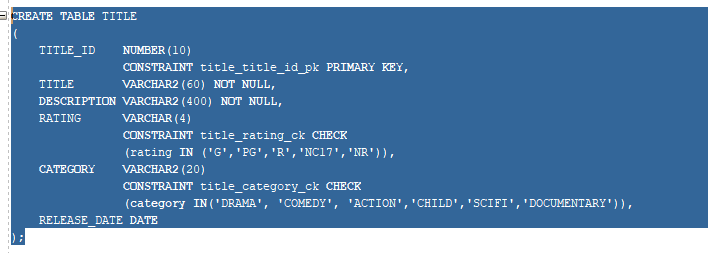 CREATE TABLE TITLE
(
TITLE_ID NUMBER(10)
CONSTRAINT title_title_id_pk PRIMARY KEY,
TITLE VARCHAR2(60) NOT NULL,
DESCRIPTION VARCHAR2(400) NOT NULL,
RATING VARCHAR(4)
CONSTRAINT title_rating_ck CHECK
(rating IN ('G','PG','R','NC17','NR')),
CATEGORY VARCHAR2(20)
CONSTRAINT title_category_ck CHECK
(category IN('DRAMA', 'COMEDY', 'ACTION','CHILD','SCIFI','DOCUMENTARY')),
RELEASE_DATE DATE
);